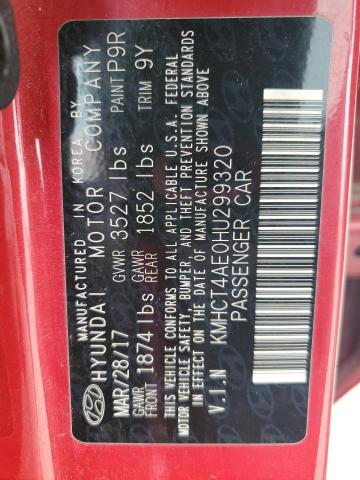 MANUFACTURED IN KOREA BY
HYUNDAI MOTOR COMPANY
MAR/28/17 GVWR 3527 lbs PAINT P9R
GAWR FRONT 1874 lbs GAWR REAR 1852 lbs TRIM 9Y
THIS VEHICLE CONFORMS TO ALL APPLICABLE U.S.A. FEDERAL
MOTOR VEHICLE SAFETY, BUMPER, AND THEFT PREVENTION STANDARDS
IN EFFECT ON THE DATE OF MANUFACTURE SHOWN ABOVE
V.I.N KMHCT4AE0HU299320
PASSENGER CAR